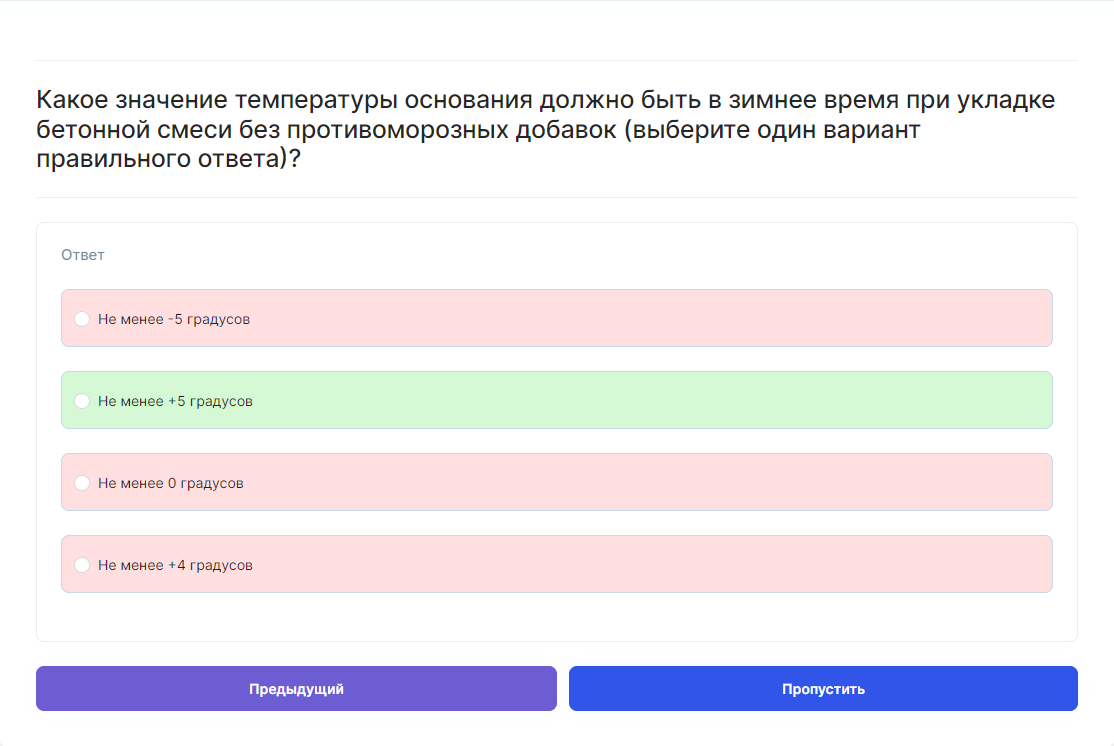 Какое значение температуры основания должно быть в зимнее время при укладке
бетонной смеси без противоморозных добавок (выберите один вариант
правильного ответа)?
Ответ
Не менее -5 градусов
Не менее +5 градусов
Не менее 0 градусов
Не менее +4 градусов
Предыдущий
Пропустить